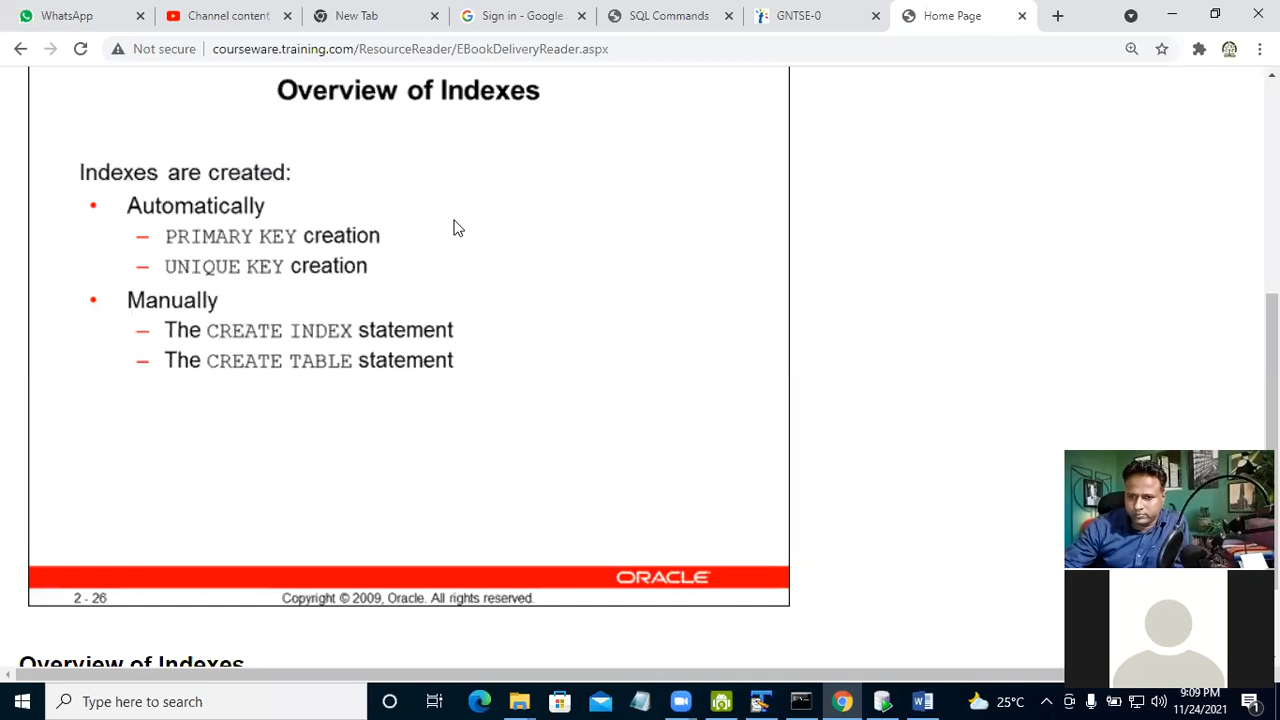 WhatsApp
Channel content
New Tab
Sign in - Google
SQL Commands
GNTSE-0
Home Page
Not secure
courseware.training.com/ResourceReader/EBookDeliveryReader.aspx
Overview of Indexes
Indexes are created:
• Automatically
– PRIMARY KEY creation
– UNIQUE KEY creation
• Manually
– The CREATE INDEX statement
– The CREATE TABLE statement
ORACLE
2 - 26
Copyright © 2009, Oracle. All rights reserved.
Overview of Indexes
Type here to search
25°C
9:09 PM
11/24/2021
1